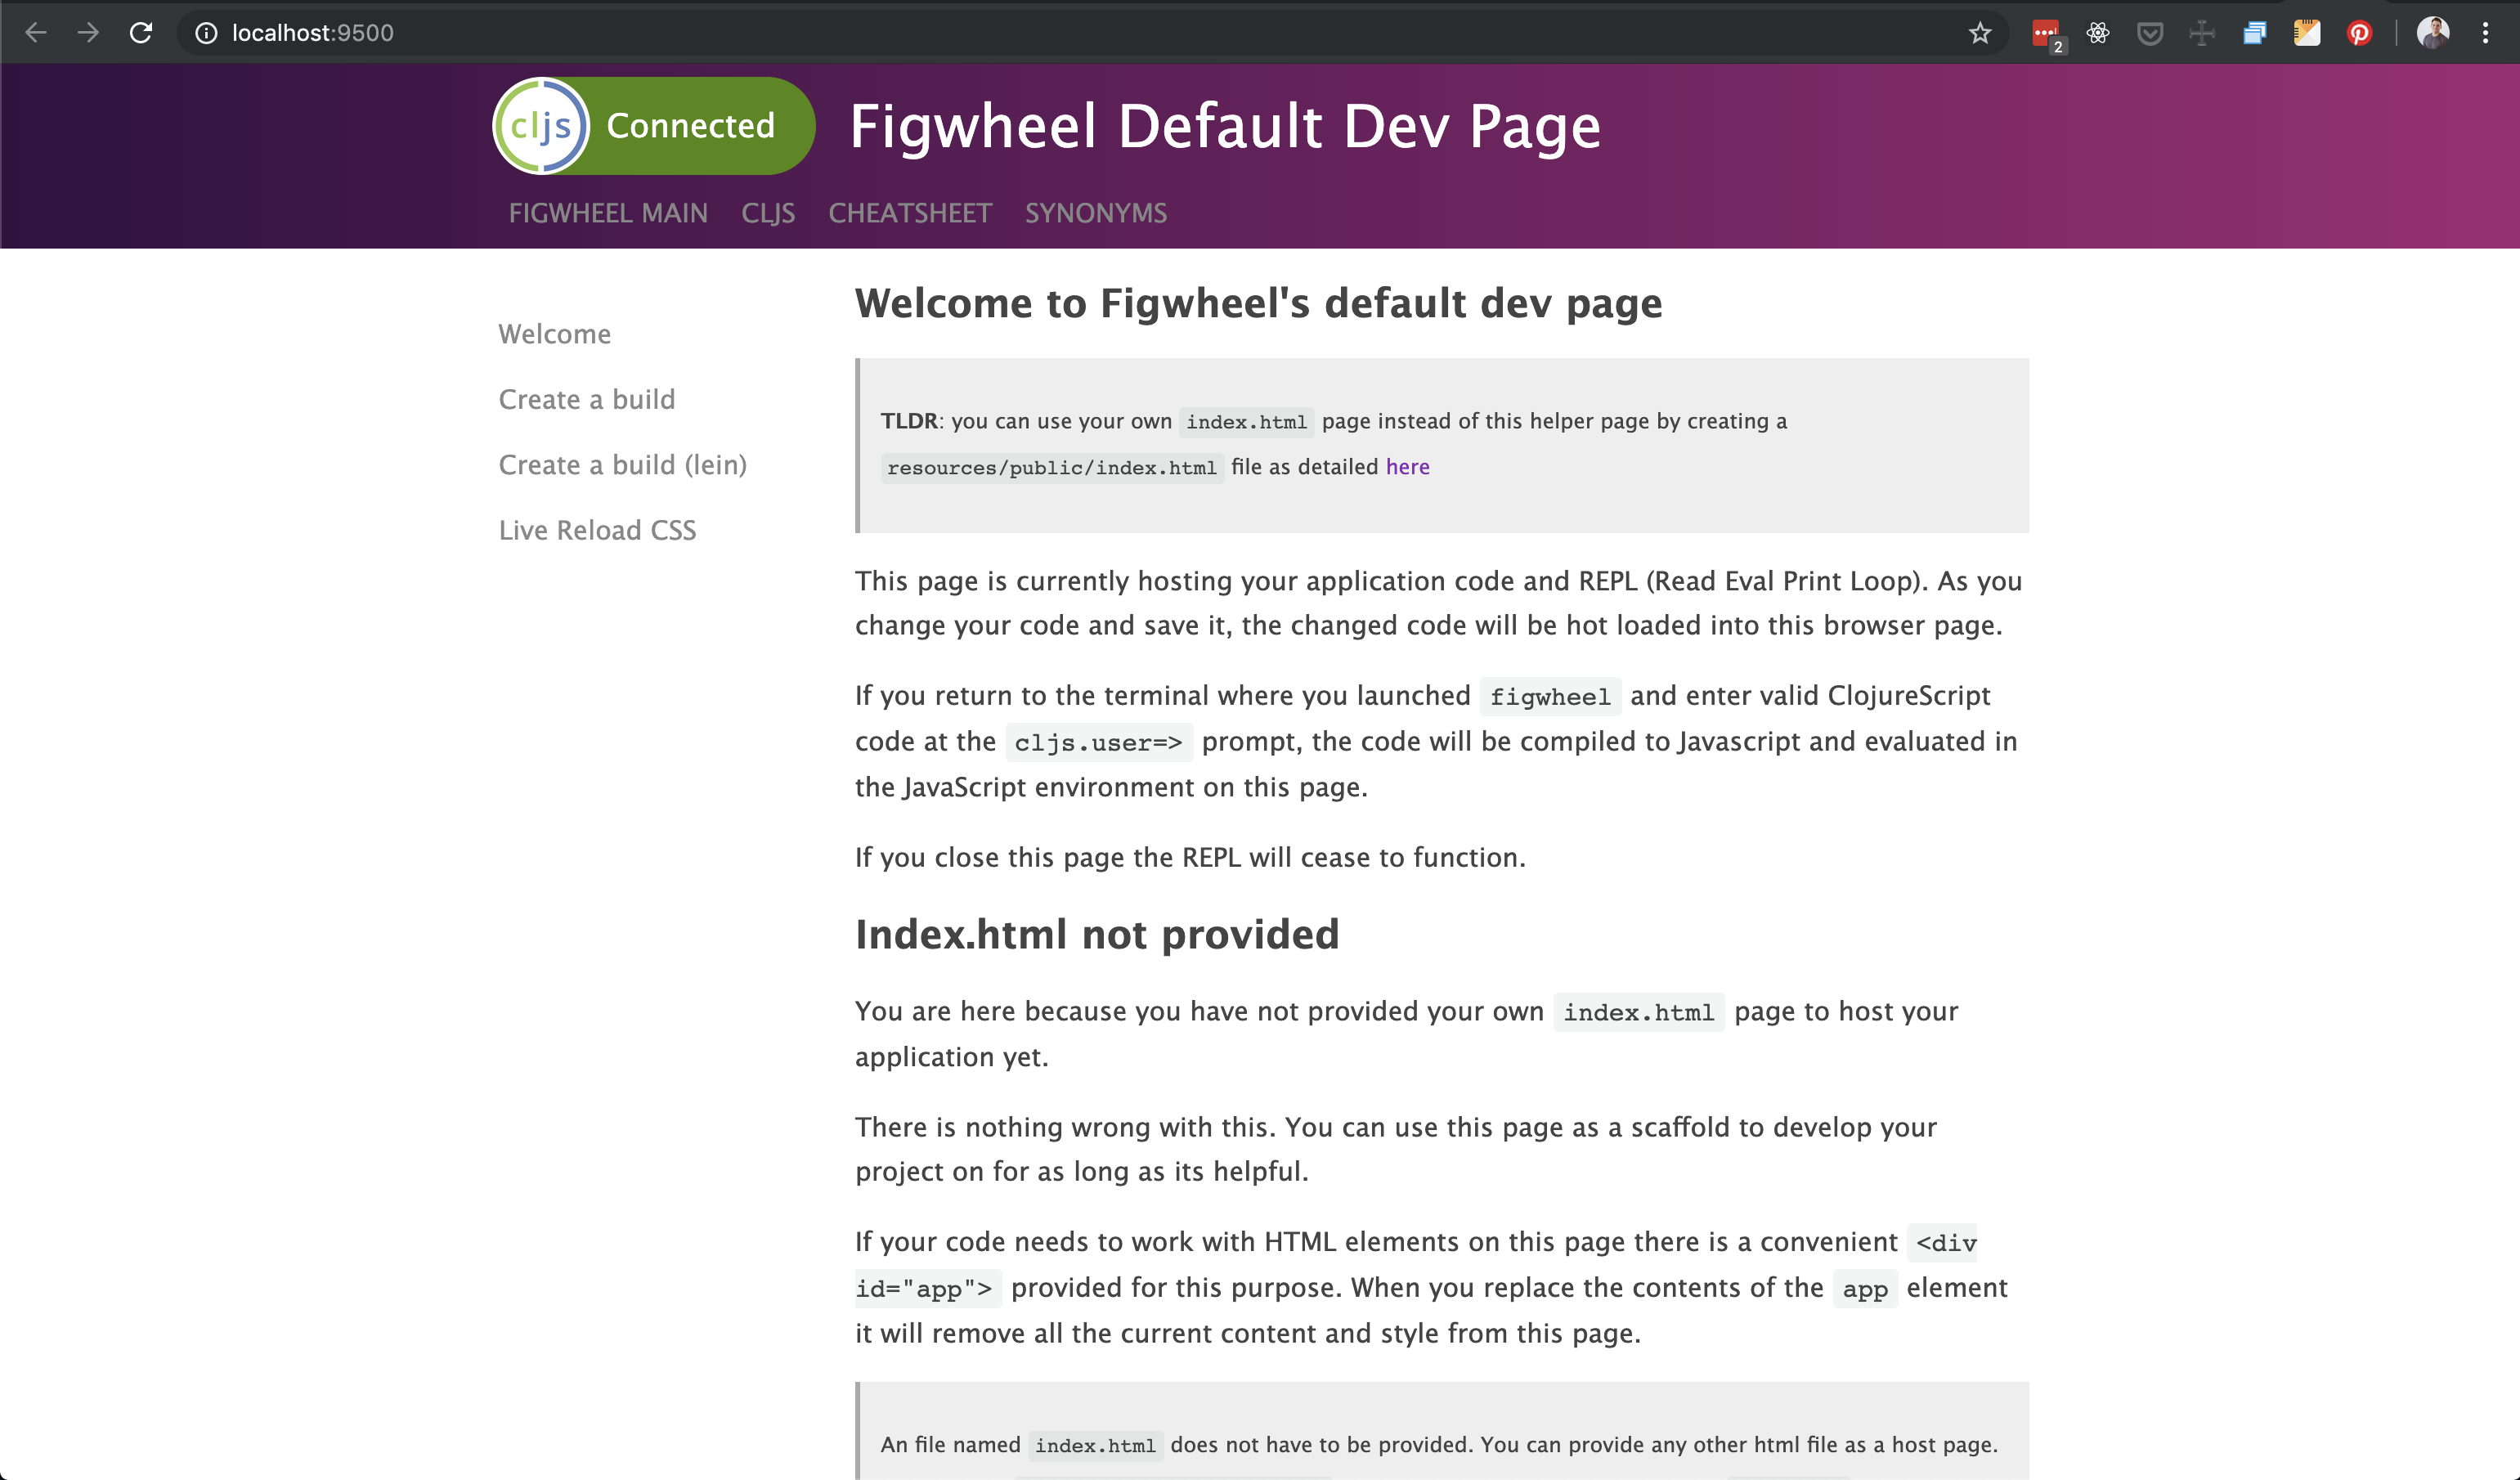 localhost:9500
2
cljs Connected
Figwheel Default Dev Page
FIGWHEEL MAIN CLJS CHEATSHEET SYNONYMS
Welcome
Create a build
Create a build (lein)
Live Reload CSS
Welcome to Figwheel's default dev page
TLDR: you can use your own index.html page instead of this helper page by creating a
resources/public/index.html file as detailed here
This page is currently hosting your application code and REPL (Read Eval Print Loop). As you
change your code and save it, the changed code will be hot loaded into this browser page.
If you return to the terminal where you launched figwheel and enter valid ClojureScript
code at the cljs.user=> prompt, the code will be compiled to Javascript and evaluated in
the JavaScript environment on this page.
If you close this page the REPL will cease to function.
Index.html not provided
You are here because you have not provided your own index.html page to host your
application yet.
There is nothing wrong with this. You can use this page as a scaffold to develop your
project on for as long as its helpful.
If your code needs to work with HTML elements on this page there is a convenient <div
id="app"> provided for this purpose. When you replace the contents of the app element
it will remove all the current content and style from this page.
An file named index.html does not have to be provided. You can provide any other html file as a host page.